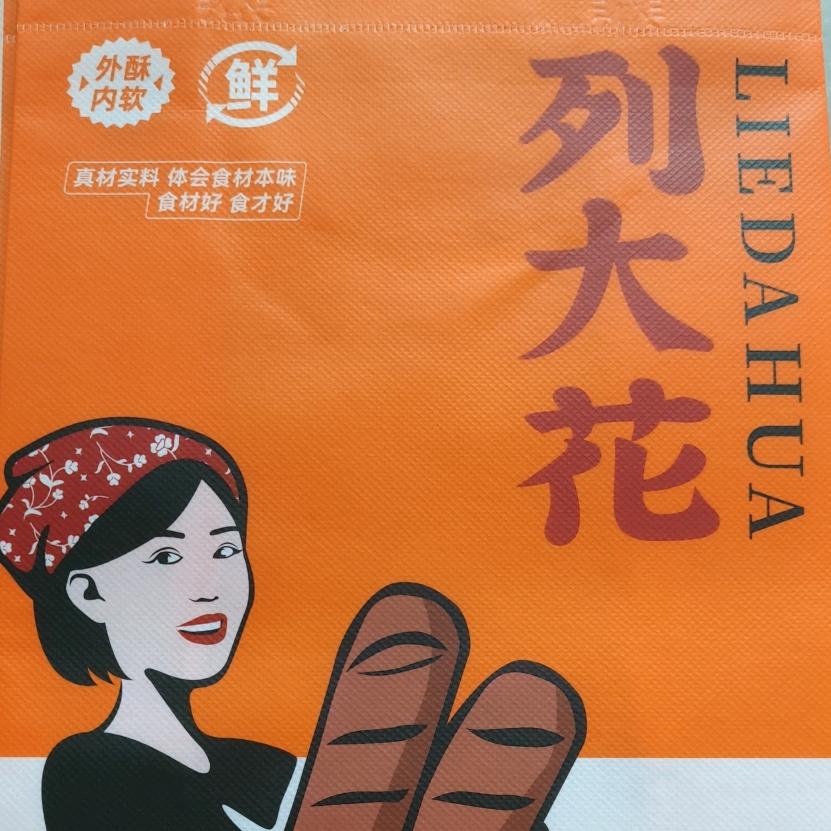 外酥
内软
鲜
真材实料 体会食材本味
食材好 食才好
列大花
LIEDAHUA